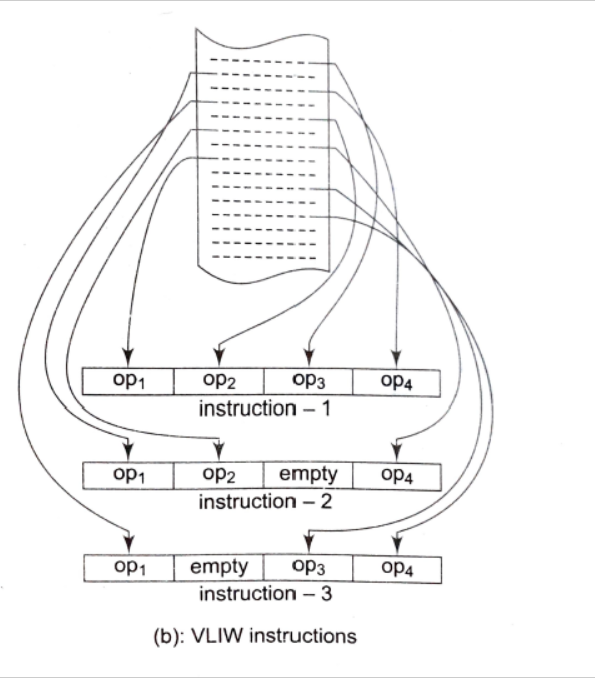 op₁ op₂ op₃ op₄
instruction – 1
op₁ op₂ empty op₄
instruction – 2
op₁ empty op₃ op₄
instruction – 3
(b): VLIW instructions